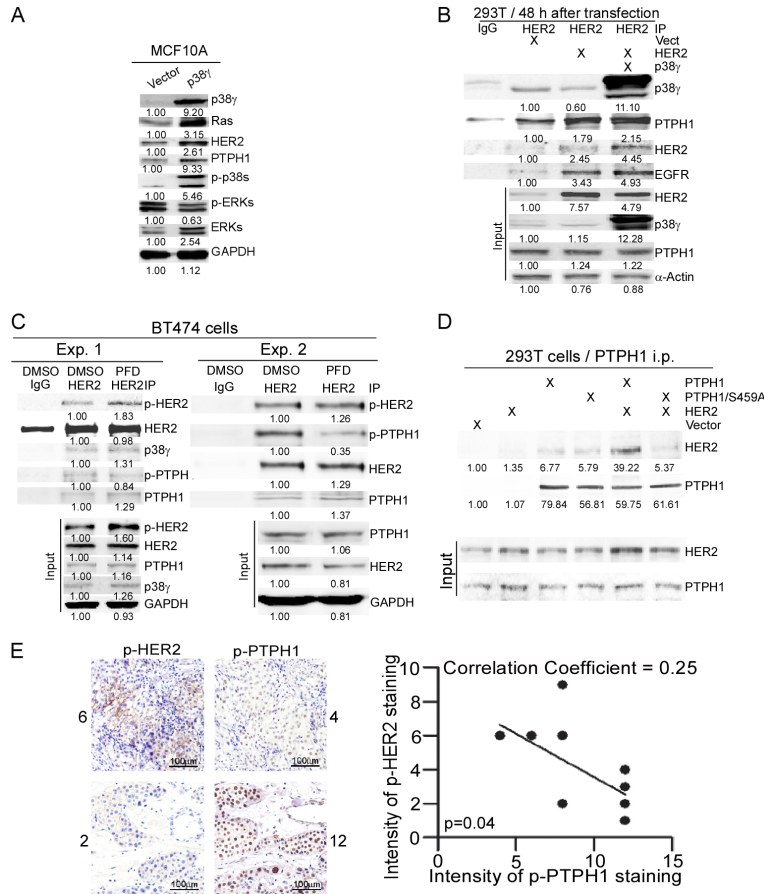 A
MCF10A
Vector p38γ
p38γ
1.00 9.20
Ras
1.00 3.15
HER2
1.00 2.61
PTPH1
1.00 9.33
p-p38s
1.00 5.46
p-ERKs
1.00 0.63
ERKs
1.00 2.54
GAPDH
1.00 1.12
B
293T / 48 h after transfection
IgG HER2 HER2 HER2 IP
X Vect
X X HER2
X p38γ
p38γ
1.00 0.60 11.10
PTPH1
1.00 1.79 2.15
HER2
1.00 2.45 4.45
EGFR
1.00 3.43 4.93
Input
HER2
1.00 7.57 4.79
p38γ
1.00 1.15 12.28
PTPH1
1.00 1.24 1.22
α-Actin
1.00 0.76 0.88
C
BT474 cells
Exp. 1
DMSO DMSO PFD
IgG HER2 HER2 IP
p-HER2
1.00 1.83
HER2
1.00 0.98
p38γ
1.00 1.31
p-PTPH
1.00 0.84
PTPH1
1.00 1.29
Input
p-HER2
1.00 1.60
HER2
1.00 1.14
PTPH1
1.00 1.16
p38γ
1.00 1.26
GAPDH
1.00 0.93
Exp. 2
DMSO DMSO PFD
IgG HER2 HER2 IP
p-HER2
1.00 1.26
p-PTPH1
1.00 0.35
HER2
1.00 1.29
PTPH1
1.00 1.37
Input
PTPH1
1.00 1.06
HER2
1.00 0.81
GAPDH
1.00 0.81
D
293T cells / PTPH1 i.p.
X X PTPH1
X X PTPH1/S459A
X X X HER2
X Vector
HER2
1.00 1.35 6.77 5.79 39.22 5.37
PTPH1
1.00 1.07 79.84 56.81 59.75 61.61
Input
HER2
PTPH1
E
p-HER2 p-PTPH1
6 4
100μm 100μm
2 12
100μm 100μm
Correlation Coefficient = 0.25
Intensity of p-HER2 staining
10
8
6
4
2
0
p=0.04
0 5 10 15
Intensity of p-PTPH1 staining